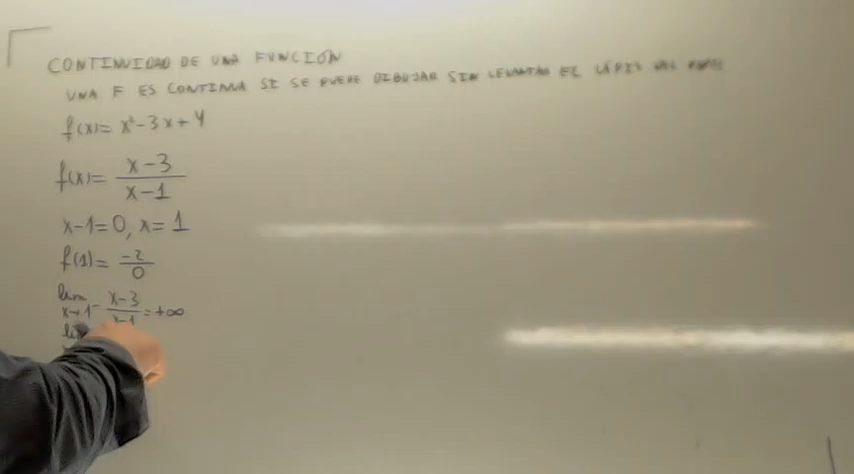 CONTINUIDAD DE UNA FUNCIÓN
UNA F ES CONTINUA SI SE PUEDE DIBUJAR SIN LEVANTAR EL LÁPIZ DEL PAPEL
f(x)= x²-3x+4
f(x)= (x-3)/(x-1)
x-1=0, x=1
f(1)= -2/0
lim x→1⁻ (x-3)/(x-1) = +∞